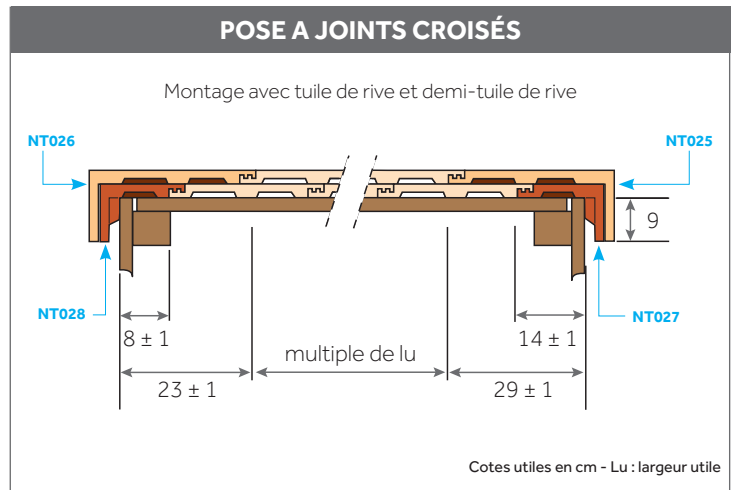 POSE A JOINTS CROISÉS
Montage avec tuile de rive et demi-tuile de rive
NT026
NT025
9
NT028
NT027
8 ± 1
14 ± 1
multiple de lu
23 ± 1
29 ± 1
Cotes utiles en cm - Lu : largeur utile